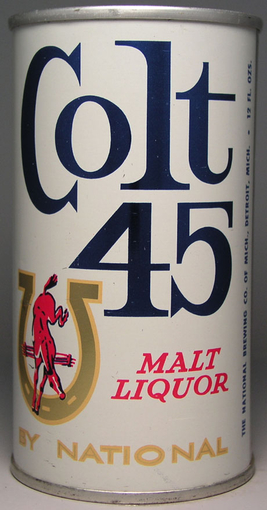 Colt
45
MALT
LIQUOR
BY NATIONAL
THE NATIONAL BREWING CO. OF MICH., DETROIT, MICH. • 12 FL. OZS.